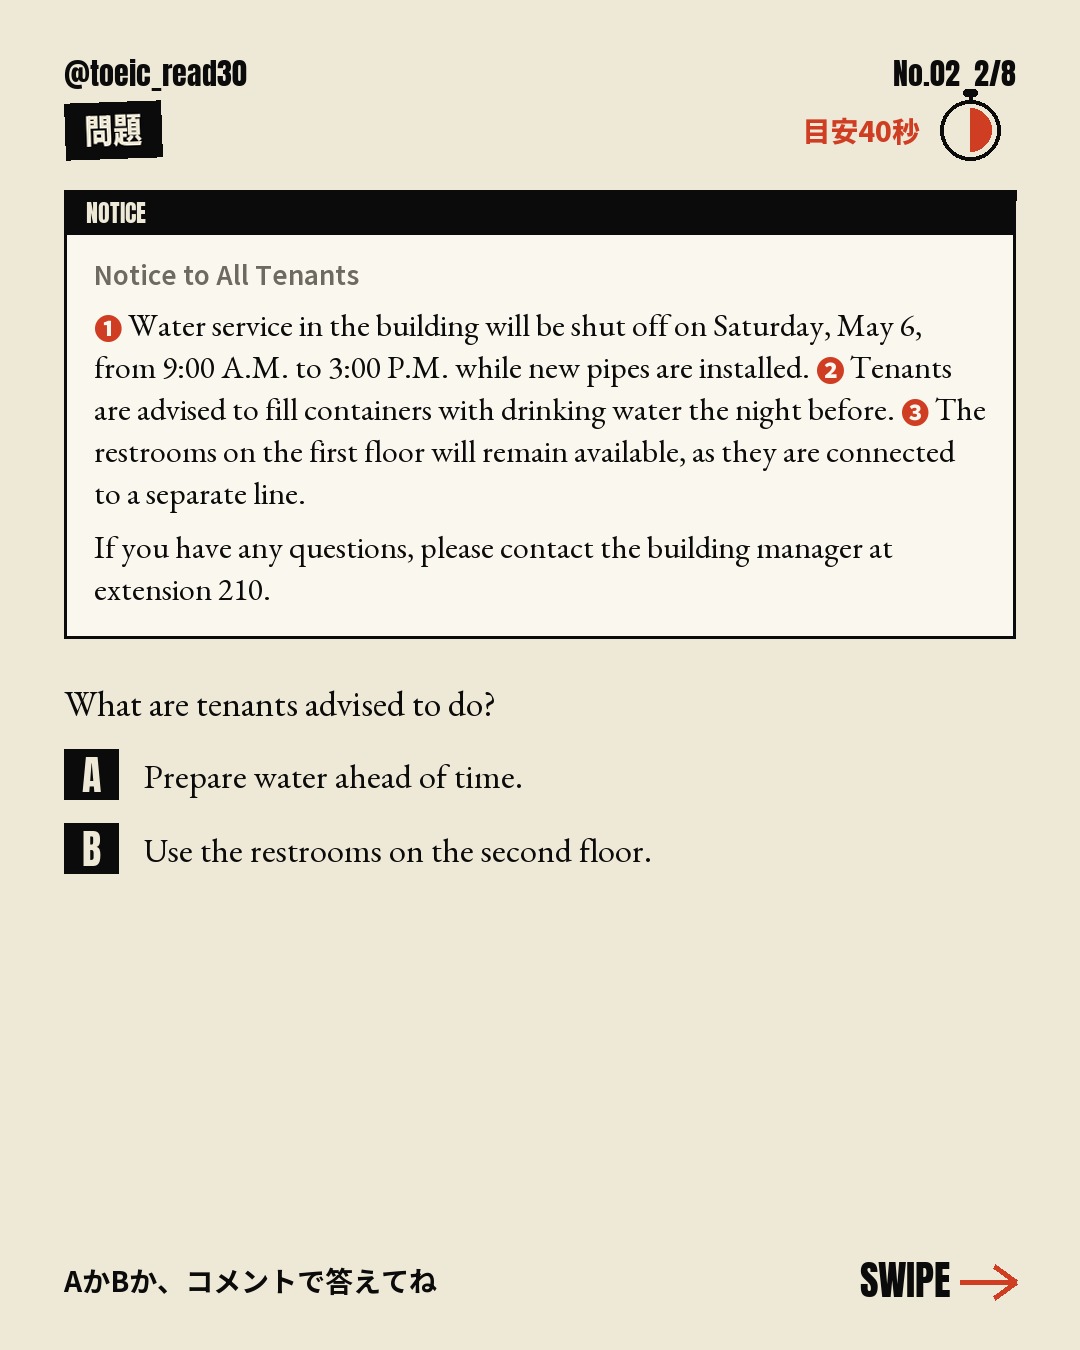 @toeic_read30
No.02 2/8
問題
目安40秒
NOTICE
Notice to All Tenants
❶ Water service in the building will be shut off on Saturday, May 6,
from 9:00 A.M. to 3:00 P.M. while new pipes are installed. ❷ Tenants
are advised to fill containers with drinking water the night before. ❸ The
restrooms on the first floor will remain available, as they are connected
to a separate line.
If you have any questions, please contact the building manager at
extension 210.
What are tenants advised to do?
A Prepare water ahead of time.
B Use the restrooms on the second floor.
AかBか、コメントで答えてね
SWIPE